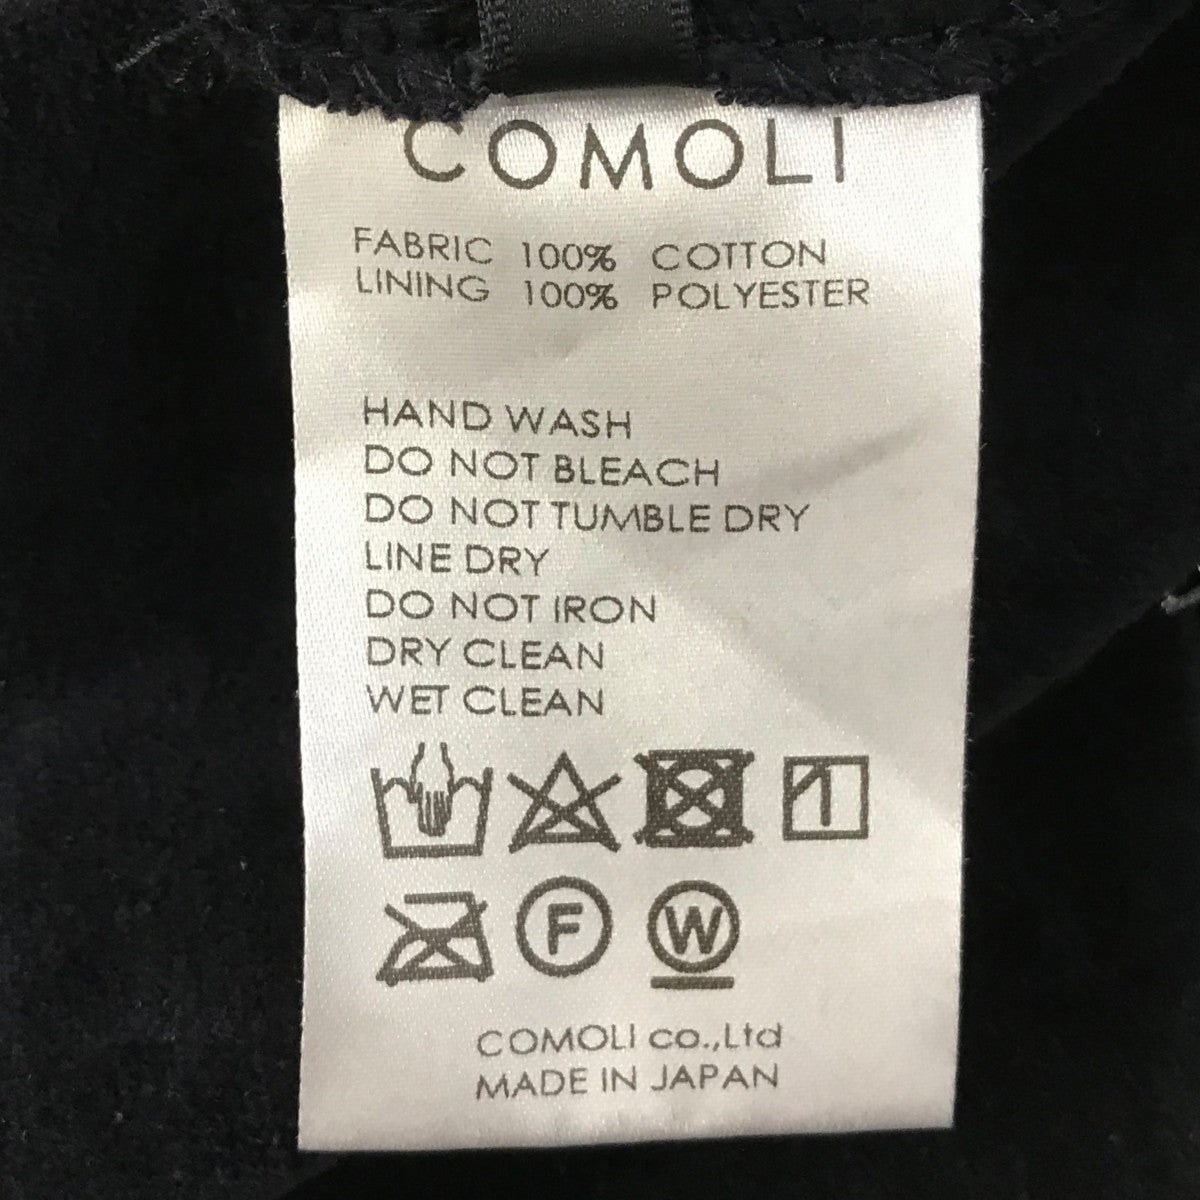 COMOLI
FABRIC 100% COTTON
LINING 100% POLYESTER
HAND WASH
DO NOT BLEACH
DO NOT TUMBLE DRY
LINE DRY
DO NOT IRON
DRY CLEAN
WET CLEAN
F W
COMOLI co.,Ltd
MADE IN JAPAN